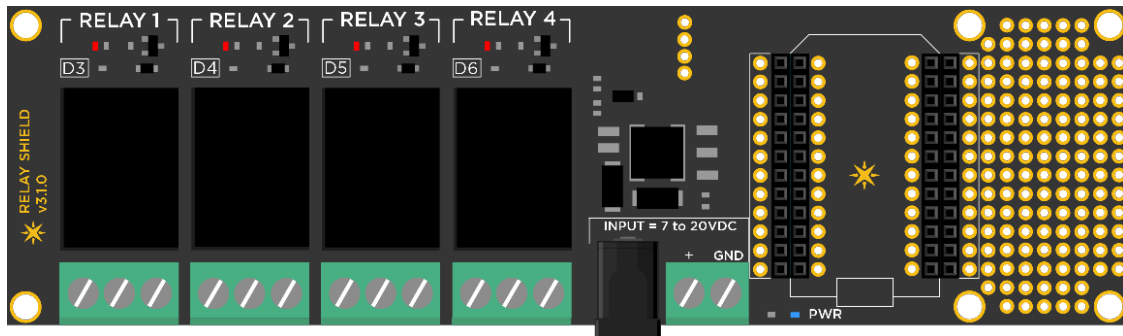 RELAY 1
RELAY 2
RELAY 3
RELAY 4
D3
D4
D5
D6
RELAY SHIELD
v3.1.0
INPUT = 7 to 20VDC
+ GND
PWR